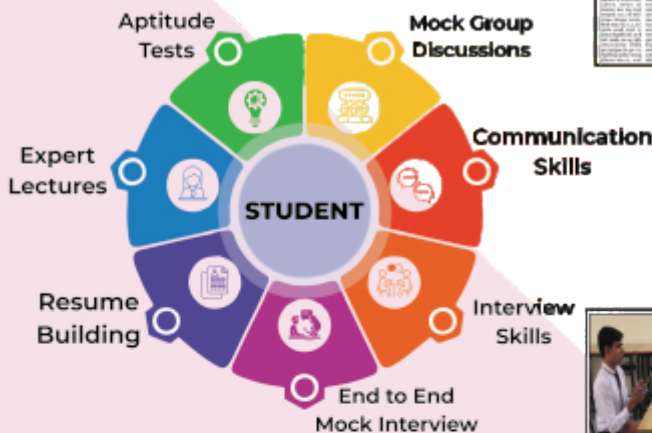 Aptitude
Tests
Mock Group
Discussions
Expert
Lectures
Communication
Skills
STUDENT
Resume
Building
Interview
Skills
End to End
Mock Interview